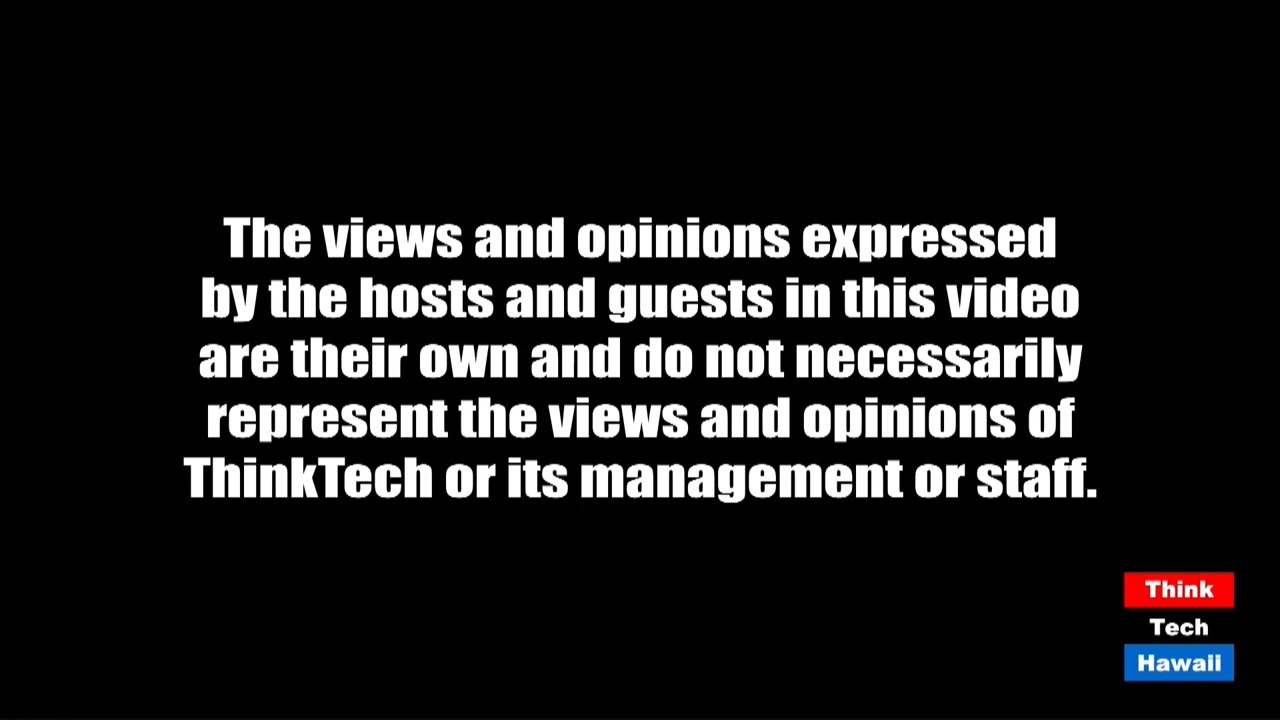 The views and opinions expressed
by the hosts and guests in this video
are their own and do not necessarily
represent the views and opinions of
ThinkTech or its management or staff.
Think
Tech
Hawaii